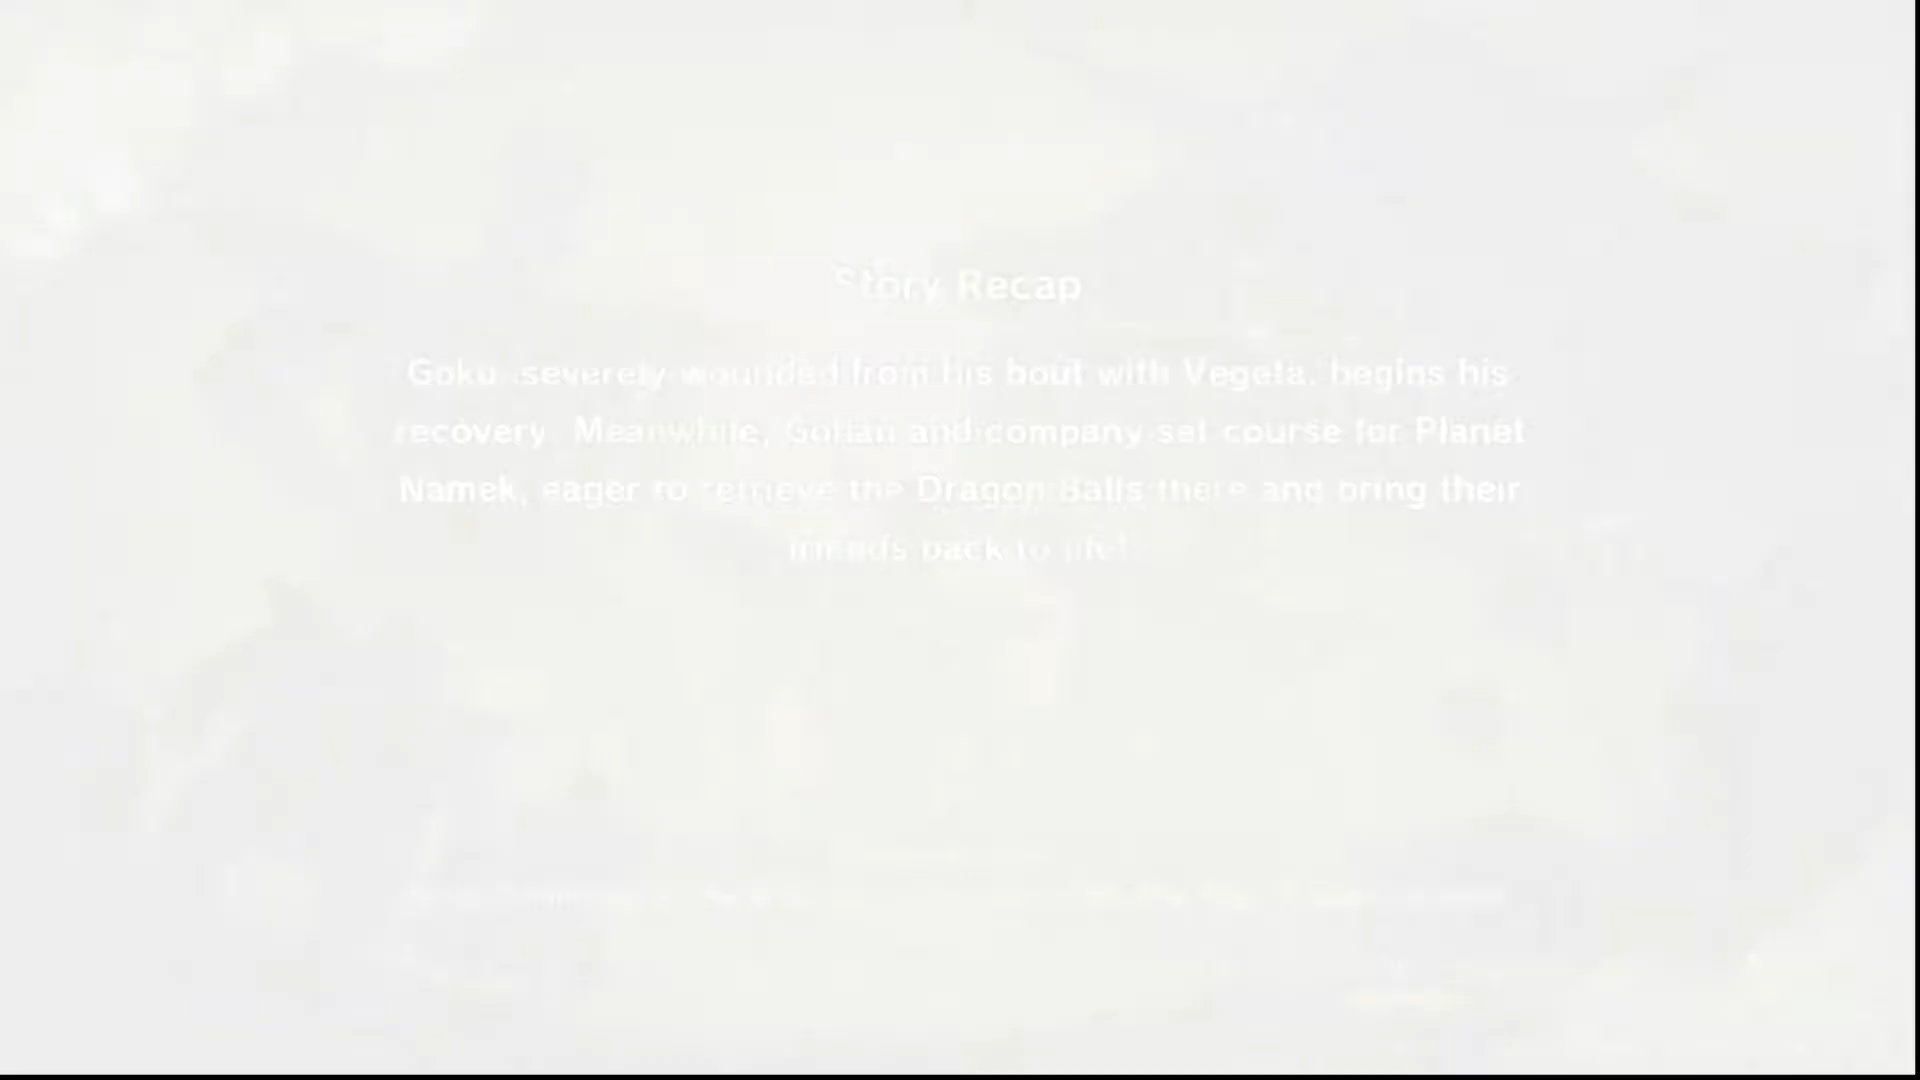 Story Recap
Goku, severely wounded from his bout with Vegeta, begins his
recovery. Meanwhile, Gohan and company set course for Planet
Namek, eager to retrieve the Dragon Balls there and bring their
friends back to life!